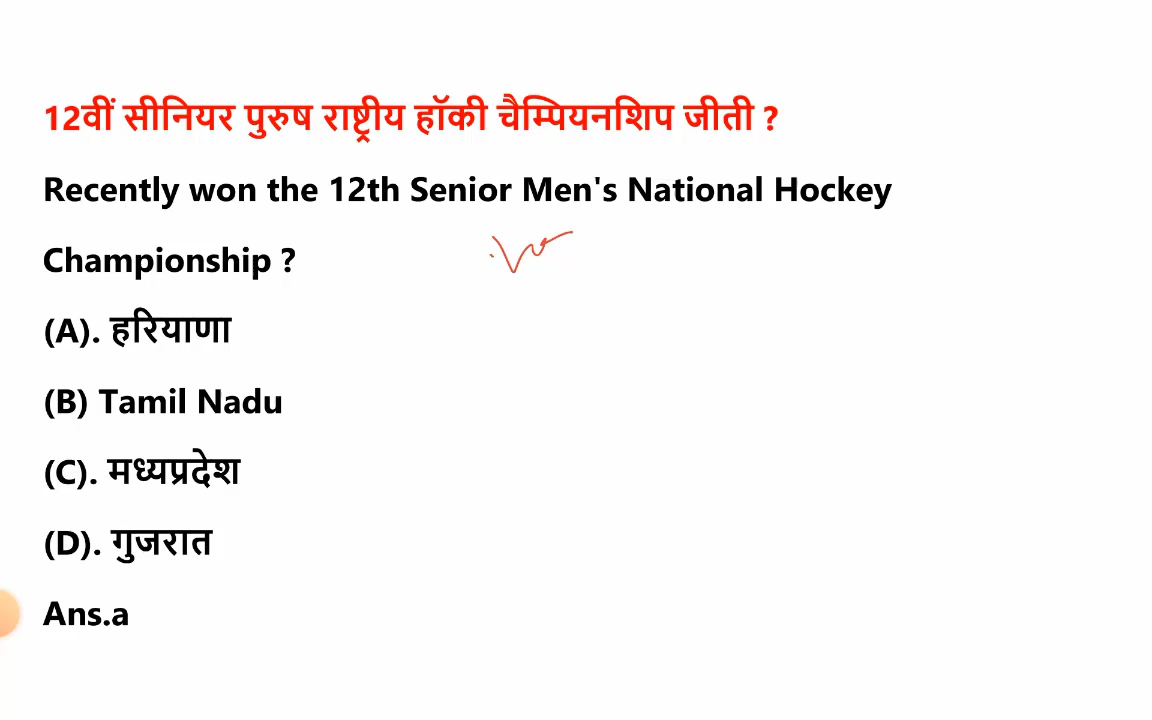 12वीं सीनियर पुरुष राष्ट्रीय हॉकी चैम्पियनशिप जीती ?
Recently won the 12th Senior Men's National Hockey
Championship ?
(A). हरियाणा
(B) Tamil Nadu
(C). मध्यप्रदेश
(D). गुजरात
Ans.a